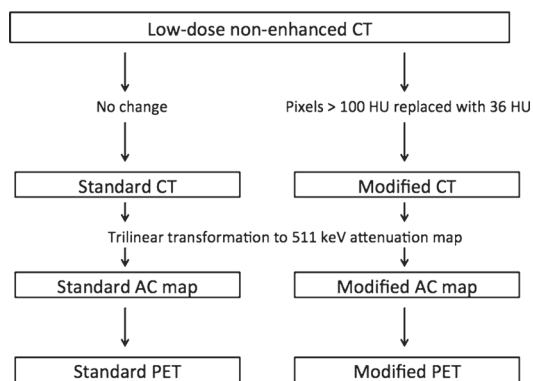 Low-dose non-enhanced CT
No change
Pixels > 100 HU replaced with 36 HU
Standard CT
Modified CT
Trilinear transformation to 511 keV attenuation map
Standard AC map
Modified AC map
Standard PET
Modified PET